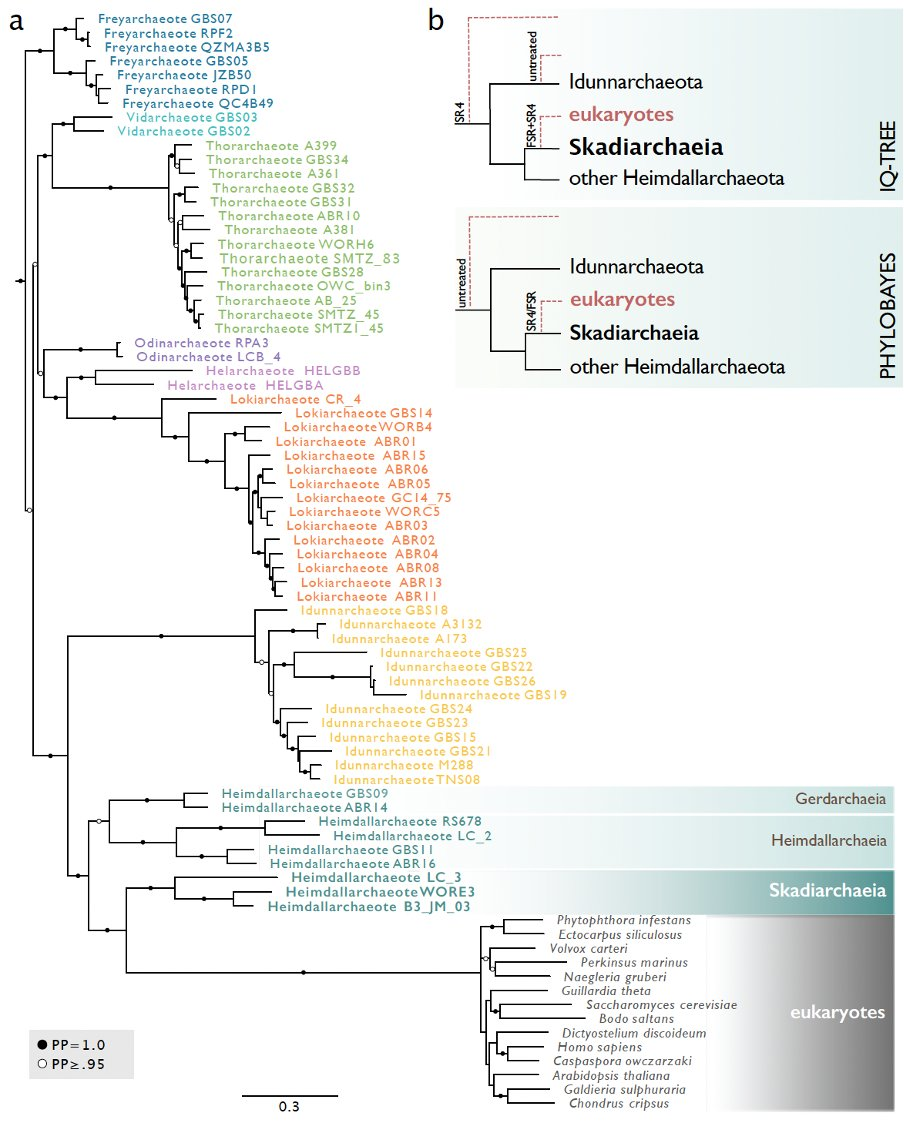 a
Freyarchaeote GBS07
Freyarchaeote RPF2
Freyarchaeote QZMA3B5
Freyarchaeote GBS05
Freyarchaeote JZB50
Freyarchaeote RPD1
Freyarchaeote QC4B49
Vidarchaeote GBS03
Vidarchaeote GBS02
Thorarchaeote A399
Thorarchaeote GBS34
Thorarchaeote A361
Thorarchaeote GBS32
Thorarchaeote GBS31
Thorarchaeote ABR10
Thorarchaeote A381
Thorarchaeote WORH6
Thorarchaeote SMTZ_83
Thorarchaeote GBS28
Thorarchaeote OWC_bin3
Thorarchaeote AB_25
Thorarchaeote SMTZ_45
Thorarchaeote SMTZ1_45
Odinarchaeote RPA3
Odinarchaeote LCB_4
Helarchaeote HELGBB
Helarchaeote HELGBA
Lokiarchaeote CR_4
Lokiarchaeote GBS14
Lokiarchaeote WORB4
Lokiarchaeote ABR01
Lokiarchaeote ABR15
Lokiarchaeote ABR06
Lokiarchaeote ABR05
Lokiarchaeote GC14_75
Lokiarchaeote WORC5
Lokiarchaeote ABR03
Lokiarchaeote ABR02
Lokiarchaeote ABR04
Lokiarchaeote ABR08
Lokiarchaeote ABR13
Lokiarchaeote ABR11
Idunnarchaeote GBS18
Idunnarchaeote A3132
Idunnarchaeote A173
Idunnarchaeote GBS25
Idunnarchaeote GBS22
Idunnarchaeote GBS26
Idunnarchaeote GBS19
Idunnarchaeote GBS24
Idunnarchaeote GBS23
Idunnarchaeote GBS15
Idunnarchaeote GBS21
Idunnarchaeote M288
Idunnarchaeote TNS08
Heimdallarchaeote GBS09
Heimdallarchaeote ABR14
Gerdarchaeia
Heimdallarchaeote RS678
Heimdallarchaeote LC_2
Heimdallarchaeote GBS11
Heimdallarchaeote ABR16
Heimdallarchaeia
Heimdallarchaeote LC_3
Heimdallarchaeote WORE3
Heimdallarchaeote B3_JM_03
Skadiarchaeia
Phytophthora infestans
Ectocarpus siliculosus
Volvox carteri
Perkinsus marinus
Naegleria gruberi
Guillardia theta
Saccharomyces cerevisiae
Bodo saltans
Dictyostelium discoideum
Homo sapiens
Caspaspora owczarzaki
Arabidopsis thaliana
Galdieria sulphuraria
Chondrus cripsus
eukaryotes
PP=1.0
PP≥.95
0.3
b
SR4
untreated
Idunnarchaeota
FSR+SR4
eukaryotes
Skadiarchaeia
other Heimdallarchaeota
IQ-TREE
untreated
Idunnarchaeota
SR4/FSR
eukaryotes
Skadiarchaeia
other Heimdallarchaeota
PHYLOBAYES